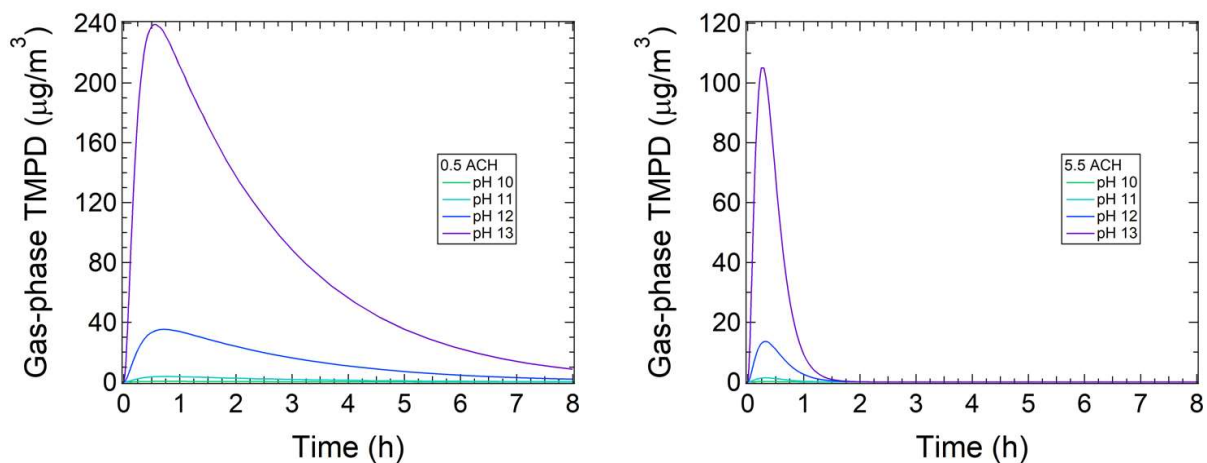 Gas-phase TMPD (μg/m³)
240
200
160
120
80
40
0
0 1 2 3 4 5 6 7 8
Time (h)
0.5 ACH
pH 10
pH 11
pH 12
pH 13
Gas-phase TMPD (μg/m³)
120
100
80
60
40
20
0
0 1 2 3 4 5 6 7 8
Time (h)
5.5 ACH
pH 10
pH 11
pH 12
pH 13